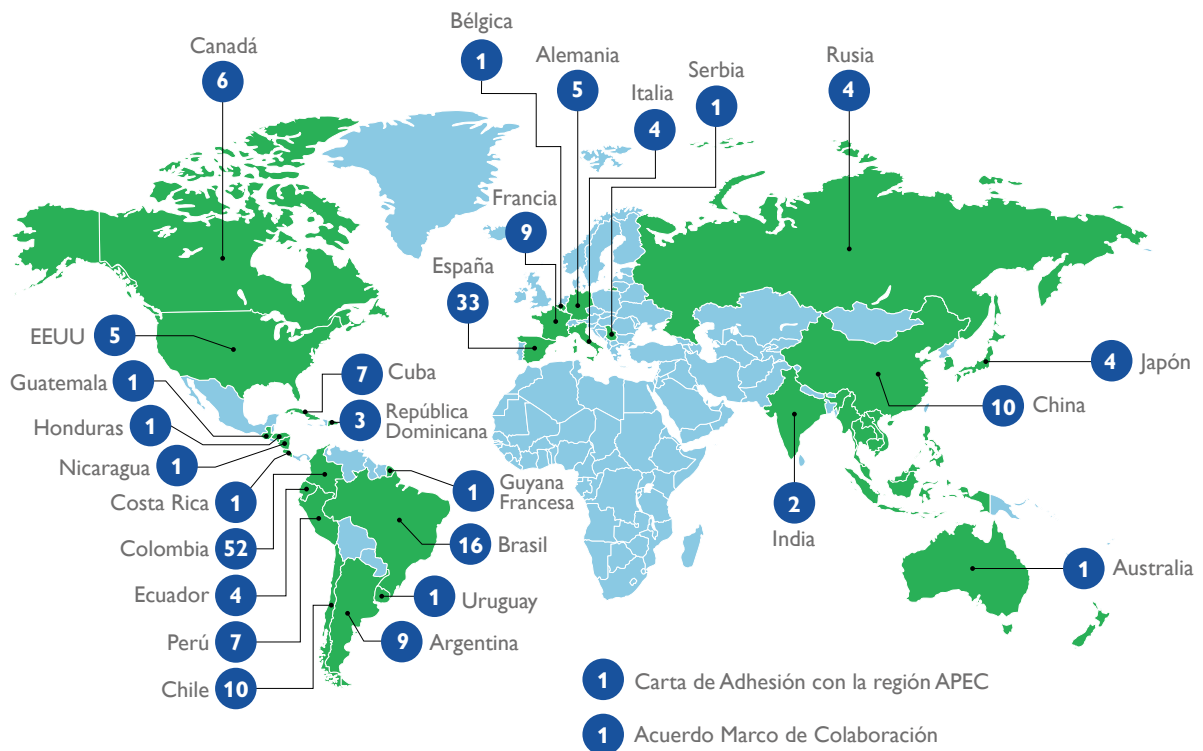 Bélgica
1
Canadá
6
Alemania
5
Serbia
1
Rusia
4
Italia
4
Francia
9
España
33
EEUU 5
Guatemala 1
Honduras 1
Nicaragua 1
Costa Rica 1
Colombia 52
Ecuador 4
Perú 7
Chile 10
7 Cuba
3 República
Dominicana
1 Guyana
Francesa
16 Brasil
1 Uruguay
9 Argentina
4 Japón
10 China
2
India
1 Australia
1 Carta de Adhesión con la región APEC
1 Acuerdo Marco de Colaboración